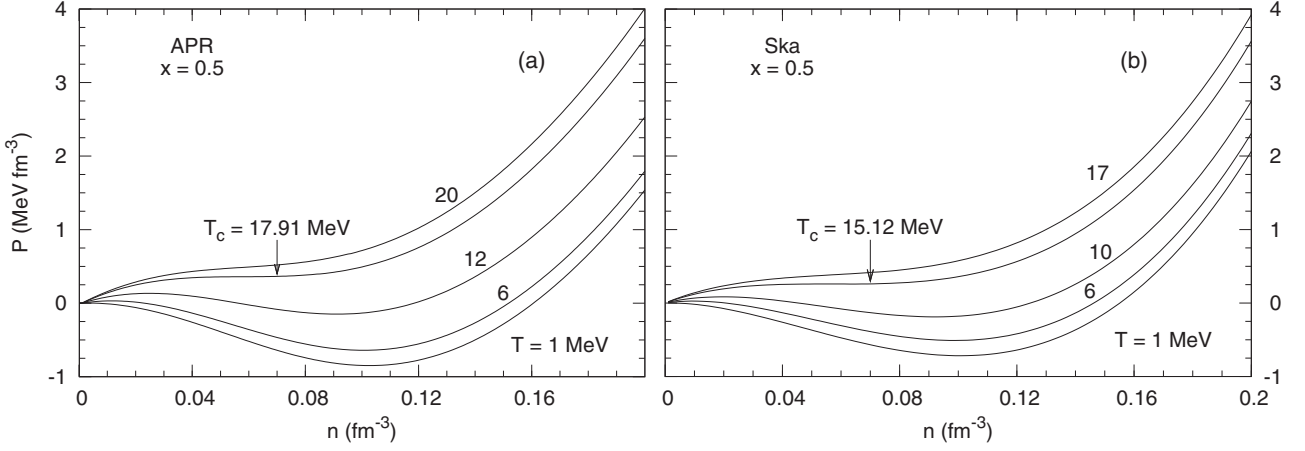 4
3
2
1
0
-1
P (MeV fm⁻³)
APR
x = 0.5
(a)
20
T_c = 17.91 MeV
12
6
T = 1 MeV
0
0.04
0.08
0.12
0.16
n (fm⁻³)
Ska
x = 0.5
(b)
17
T_c = 15.12 MeV
10
6
T = 1 MeV
0
0.04
0.08
0.12
0.16
0.2
n (fm⁻³)
4
3
2
1
0
-1